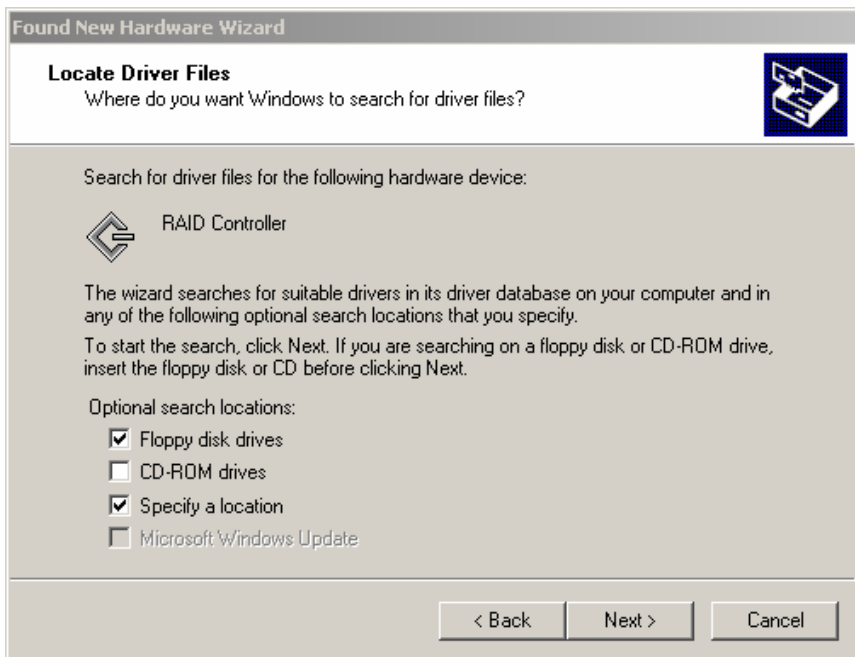 Found New Hardware Wizard
Locate Driver Files
Where do you want Windows to search for driver files?
Search for driver files for the following hardware device:
RAID Controller
The wizard searches for suitable drivers in its driver database on your computer and in
any of the following optional search locations that you specify.
To start the search, click Next. If you are searching on a floppy disk or CD-ROM drive,
insert the floppy disk or CD before clicking Next.
Optional search locations:
Floppy disk drives
CD-ROM drives
Specify a location
Microsoft Windows Update
< Back
Next >
Cancel